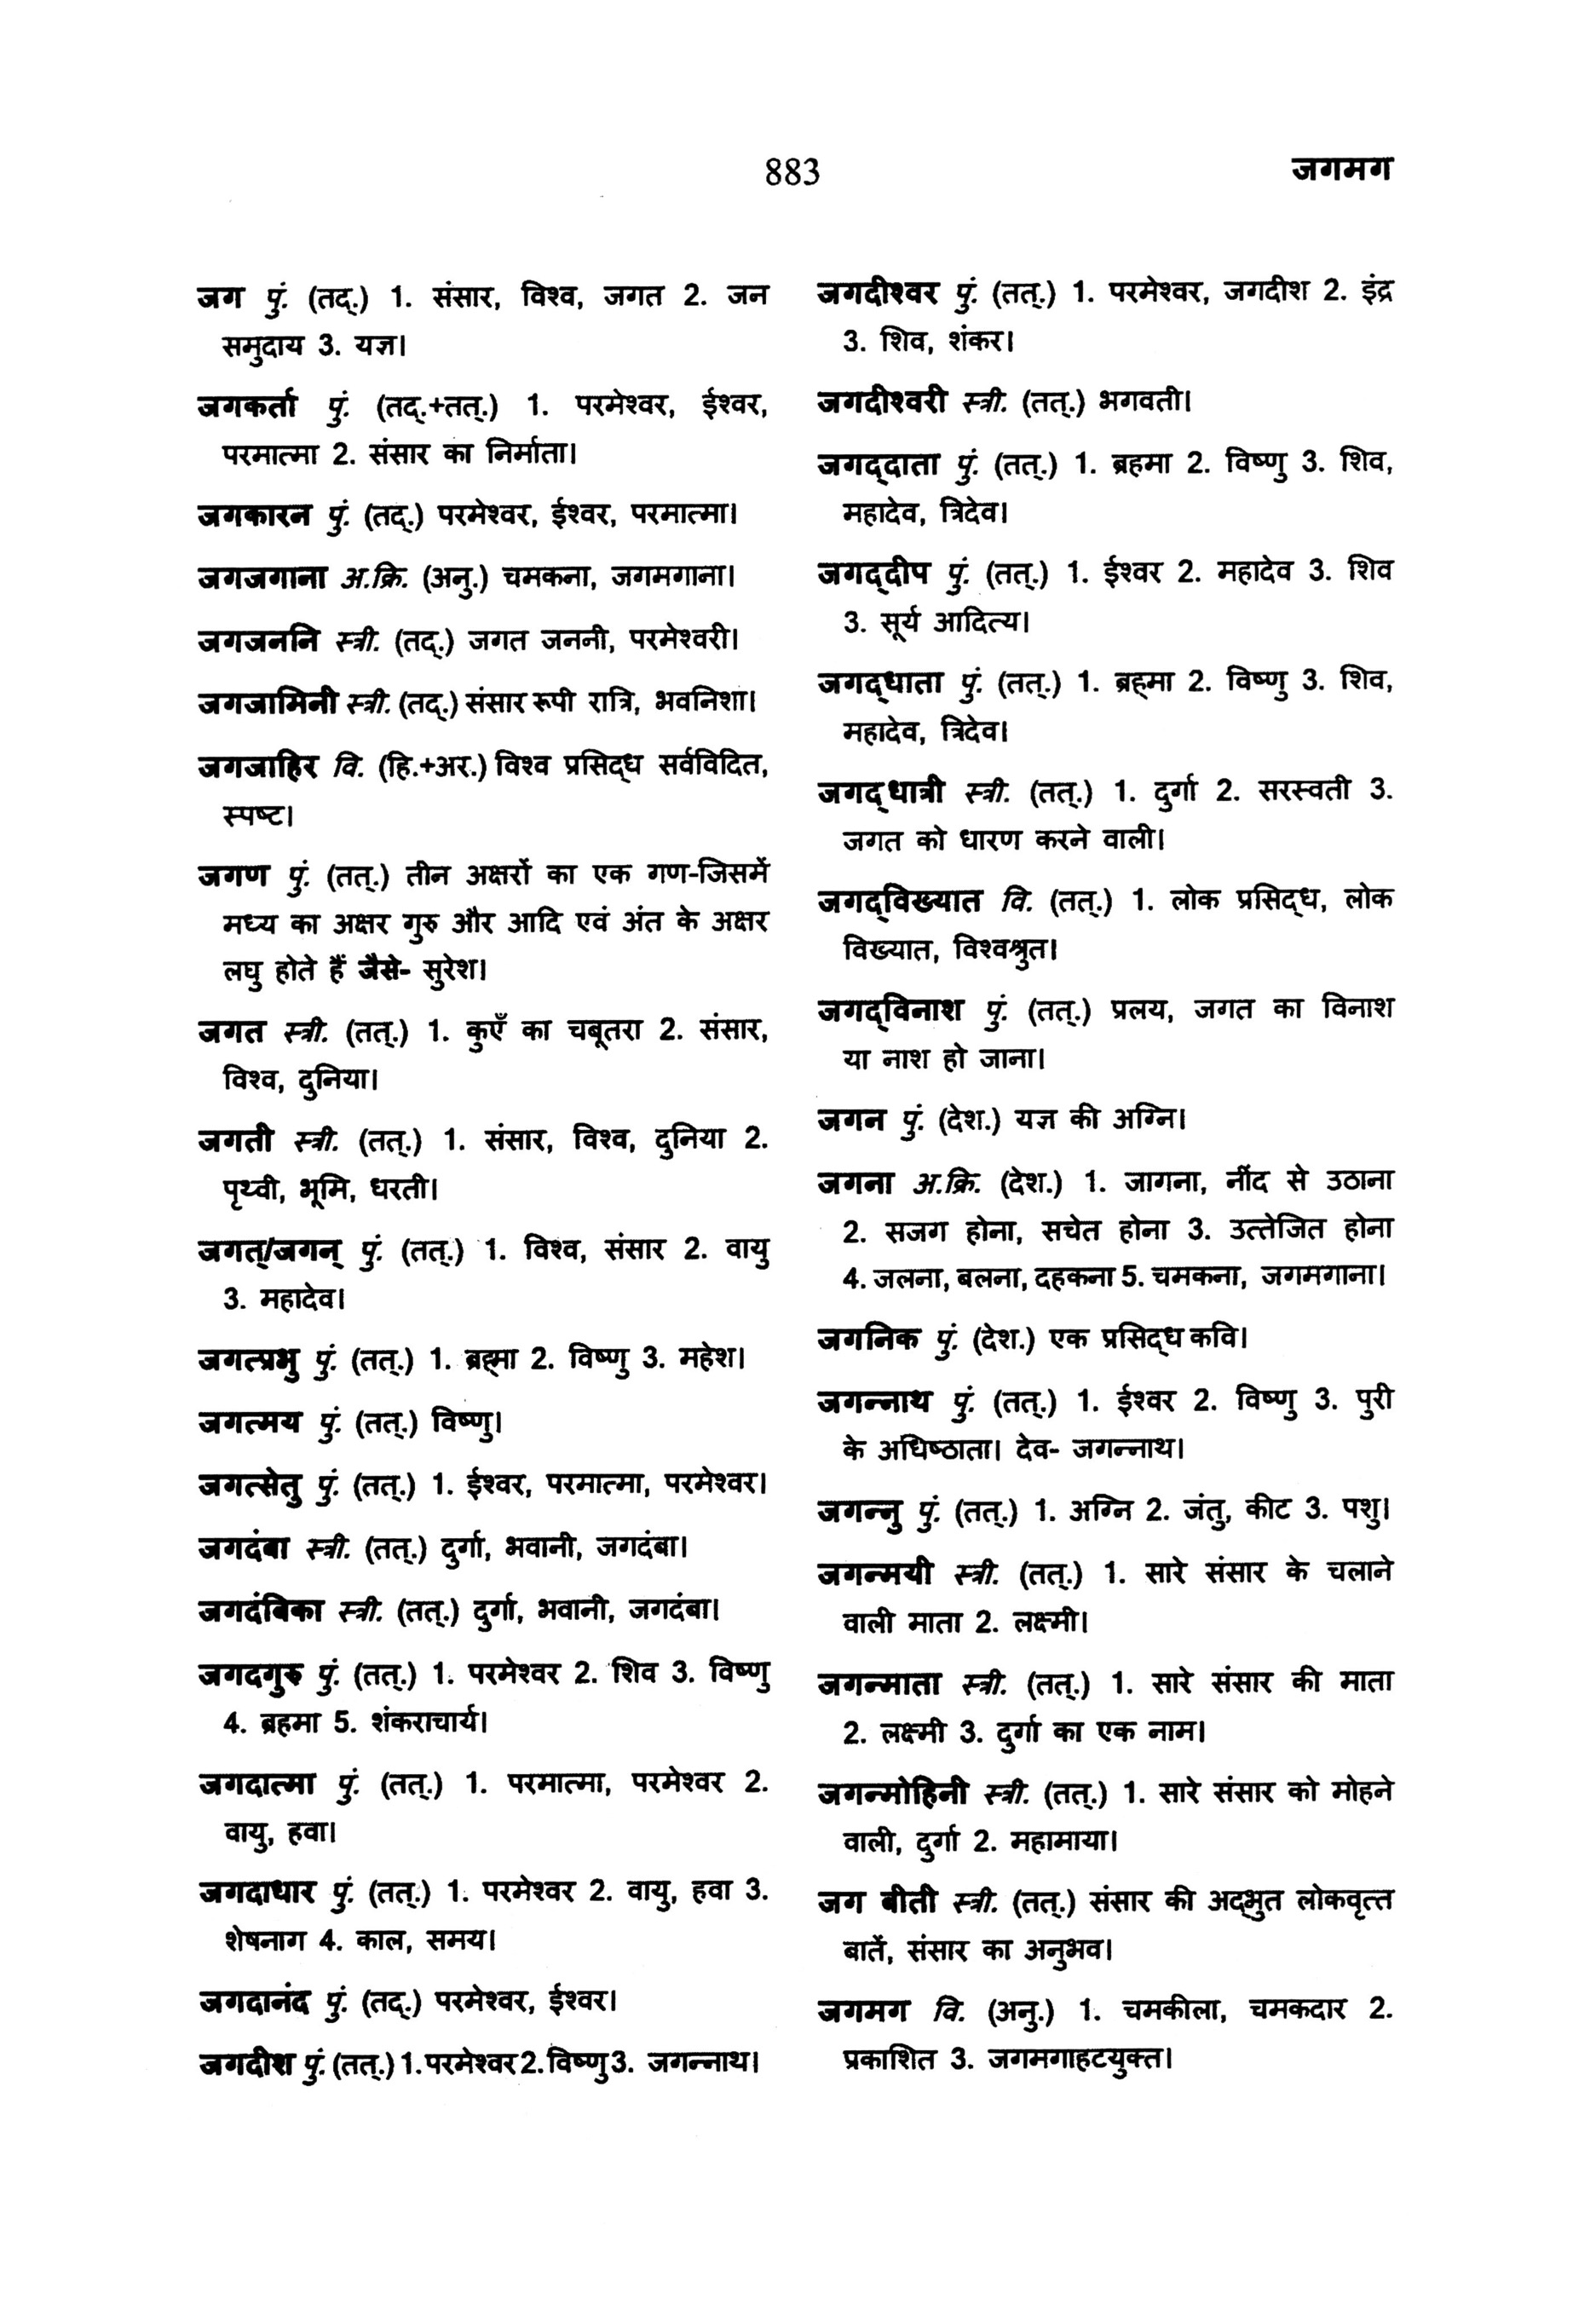 883
जगमग
जग पुं. (तद्.) 1. संसार, विश्व, जगत 2. जन
समुदाय 3. यज्ञ।
जगकर्ता पुं. (तद्.+तत्.) 1. परमेश्वर, ईश्वर,
परमात्मा 2. संसार का निर्माता।
जगकारन पुं. (तद्.) परमेश्वर, ईश्वर, परमात्मा।
जगजगाना अ.क्रि. (अनु.) चमकना, जगमगाना।
जगजननि स्त्री. (तद्.) जगत जननी, परमेश्वरी।
जगजामिनी स्त्री. (तद्.) संसार रूपी रात्रि, भवनिशा।
जगजाहिर वि. (हि.+अर.) विश्व प्रसिद्ध सर्वविदित,
स्पष्ट।
जगण पुं. (तत्.) तीन अक्षरों का एक गण-जिसमें
मध्य का अक्षर गुरु और आदि एवं अंत के अक्षर
लघु होते हैं जैसे- सुरेश।
जगत स्त्री. (तत्.) 1. कुएँ का चबूतरा 2. संसार,
विश्व, दुनिया।
जगती स्त्री. (तत्.) 1. संसार, विश्व, दुनिया 2.
पृथ्वी, भूमि, धरती।
जगत्/जगन् पुं. (तत्.) 1. विश्व, संसार 2. वायु
3. महादेव।
जगत्प्रभु पुं. (तत्.) 1. ब्रह्मा 2. विष्णु 3. महेश।
जगत्मय पुं. (तत्.) विष्णु।
जगत्सेतु पुं. (तत्.) 1. ईश्वर, परमात्मा, परमेश्वर।
जगदंबा स्त्री. (तत्.) दुर्गा, भवानी, जगदंबा।
जगदंबिका स्त्री. (तत्.) दुर्गा, भवानी, जगदंबा।
जगदगुरु पुं. (तत्.) 1. परमेश्वर 2. शिव 3. विष्णु
4. ब्रहमा 5. शंकराचार्य।
जगदात्मा पुं. (तत्.) 1. परमात्मा, परमेश्वर 2.
वायु, हवा।
जगदाधार पुं. (तत्.) 1. परमेश्वर 2. वायु, हवा 3.
शेषनाग 4. काल, समय।
जगदानंद पुं. (तद्.) परमेश्वर, ईश्वर।
जगदीश पुं. (तत्.) 1. परमेश्वर 2. विष्णु 3. जगन्नाथ।
जगदीश्वर पुं. (तत्.) 1. परमेश्वर, जगदीश 2. इंद्र
3. शिव, शंकर।
जगदीश्वरी स्त्री. (तत्.) भगवती।
जगद्दाता पुं. (तत्.) 1. ब्रहमा 2. विष्णु 3. शिव,
महादेव, त्रिदेव।
जगद्दीप पुं. (तत्.) 1. ईश्वर 2. महादेव 3. शिव
3. सूर्य आदित्य।
जगद्धाता पुं. (तत्.) 1. ब्रह्मा 2. विष्णु 3. शिव,
महादेव, त्रिदेव।
जगद्धात्री स्त्री. (तत्.) 1. दुर्गा 2. सरस्वती 3.
जगत को धारण करने वाली।
जगद्विख्यात वि. (तत्.) 1. लोक प्रसिद्ध, लोक
विख्यात, विश्वश्रुत।
जगद्विनाश पुं. (तत्.) प्रलय, जगत का विनाश
या नाश हो जाना।
जगन पुं. (देश.) यज्ञ की अग्नि।
जगना अ.क्रि. (देश.) 1. जागना, नींद से उठाना
2. सजग होना, सचेत होना 3. उत्तेजित होना
4. जलना, बलना, दहकना 5. चमकना, जगमगाना।
जगनिक पुं. (देश.) एक प्रसिद्ध कवि।
जगन्नाथ पुं. (तत्.) 1. ईश्वर 2. विष्णु 3. पुरी
के अधिष्ठाता। देव- जगन्नाथ।
जगन्नु पुं. (तत्.) 1. अग्नि 2. जंतु, कीट 3. पशु।
जगन्मयी स्त्री. (तत्.) 1. सारे संसार के चलाने
वाली माता 2. लक्ष्मी।
जगन्माता स्त्री. (तत्.) 1. सारे संसार की माता
2. लक्ष्मी 3. दुर्गा का एक नाम।
जगन्मोहिनी स्त्री. (तत्.) 1. सारे संसार को मोहने
वाली, दुर्गा 2. महामाया।
जग बीती स्त्री. (तत्.) संसार की अद्भुत लोकवृत्त
बातें, संसार का अनुभव।
जगमग वि. (अनु.) 1. चमकीला, चमकदार 2.
प्रकाशित 3. जगमगाहटयुक्त।